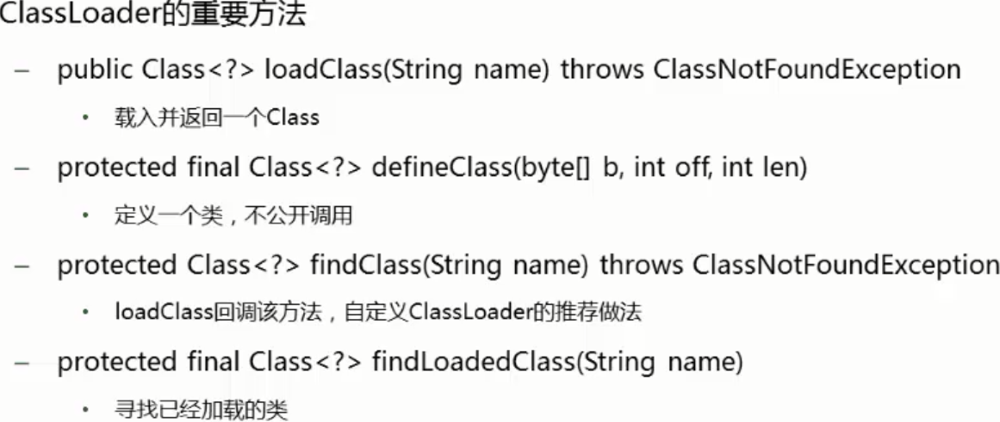 ClassLoader的重要方法
– public Class<?> loadClass(String name) throws ClassNotFoundException
• 载入并返回一个Class
– protected final Class<?> defineClass(byte[] b, int off, int len)
• 定义一个类，不公开调用
– protected Class<?> findClass(String name) throws ClassNotFoundException
• loadClass回调该方法，自定义ClassLoader的推荐做法
– protected final Class<?> findLoadedClass(String name)
• 寻找已经加载的类